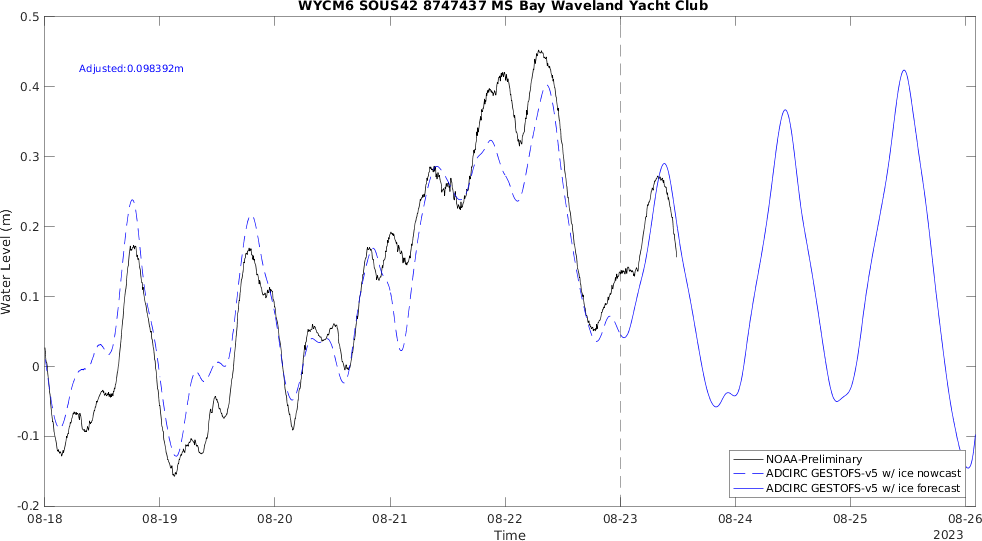 WYCM6 SOUS42 8747437 MS Bay Waveland Yacht Club
Adjusted:0.098392m
Water Level (m)
0.5
0.4
0.3
0.2
0.1
0
-0.1
-0.2
NOAA-Preliminary
ADCIRC GESTOFS-v5 w/ ice nowcast
ADCIRC GESTOFS-v5 w/ ice forecast
08-18 08-19 08-20 08-21 08-22 08-23 08-24 08-25 08-26
Time
2023